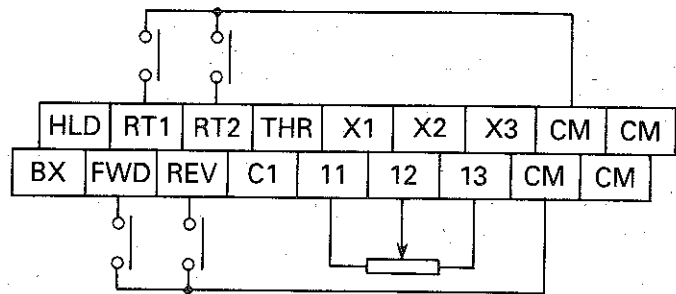 HLD RT1 RT2 THR X1 X2 X3 CM CM
BX FWD REV C1 11 12 13 CM CM